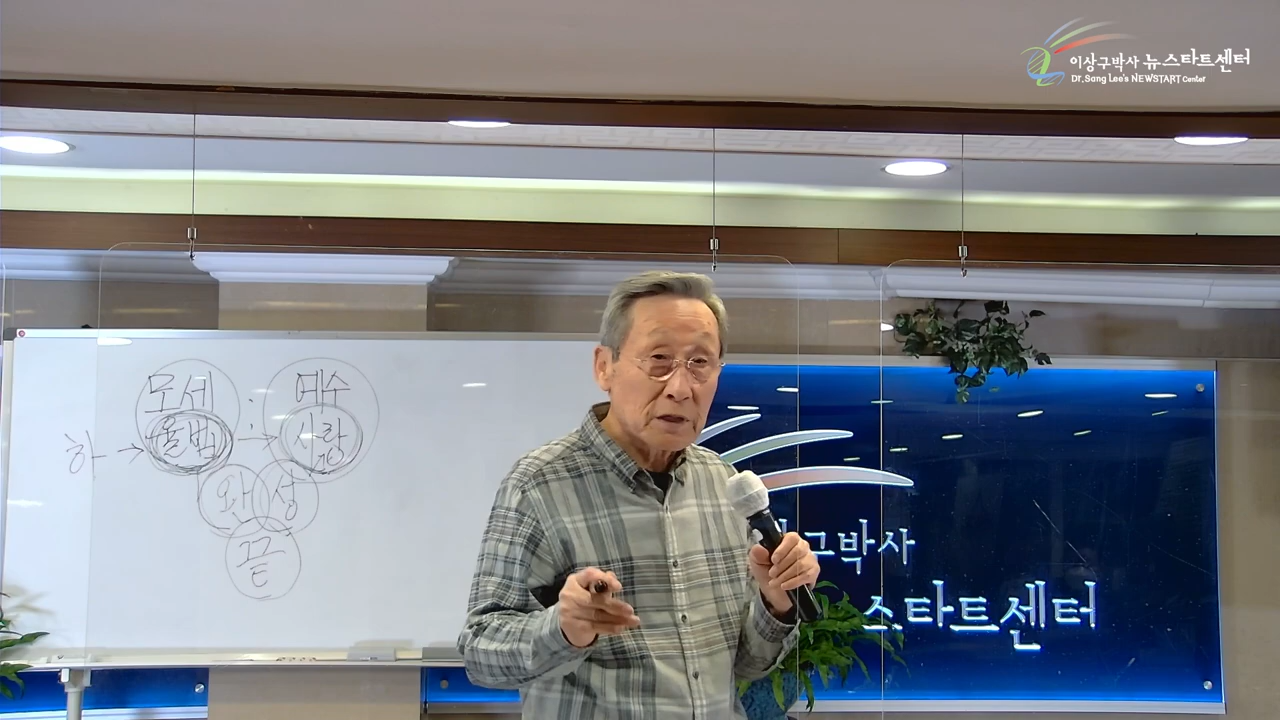 이상구박사 뉴스타트센터
Dr. Sang Lee's NEWSTART Center
모세 : 예수
하 → 율법 → 사랑
완 성
끝
구박사
스타트센터